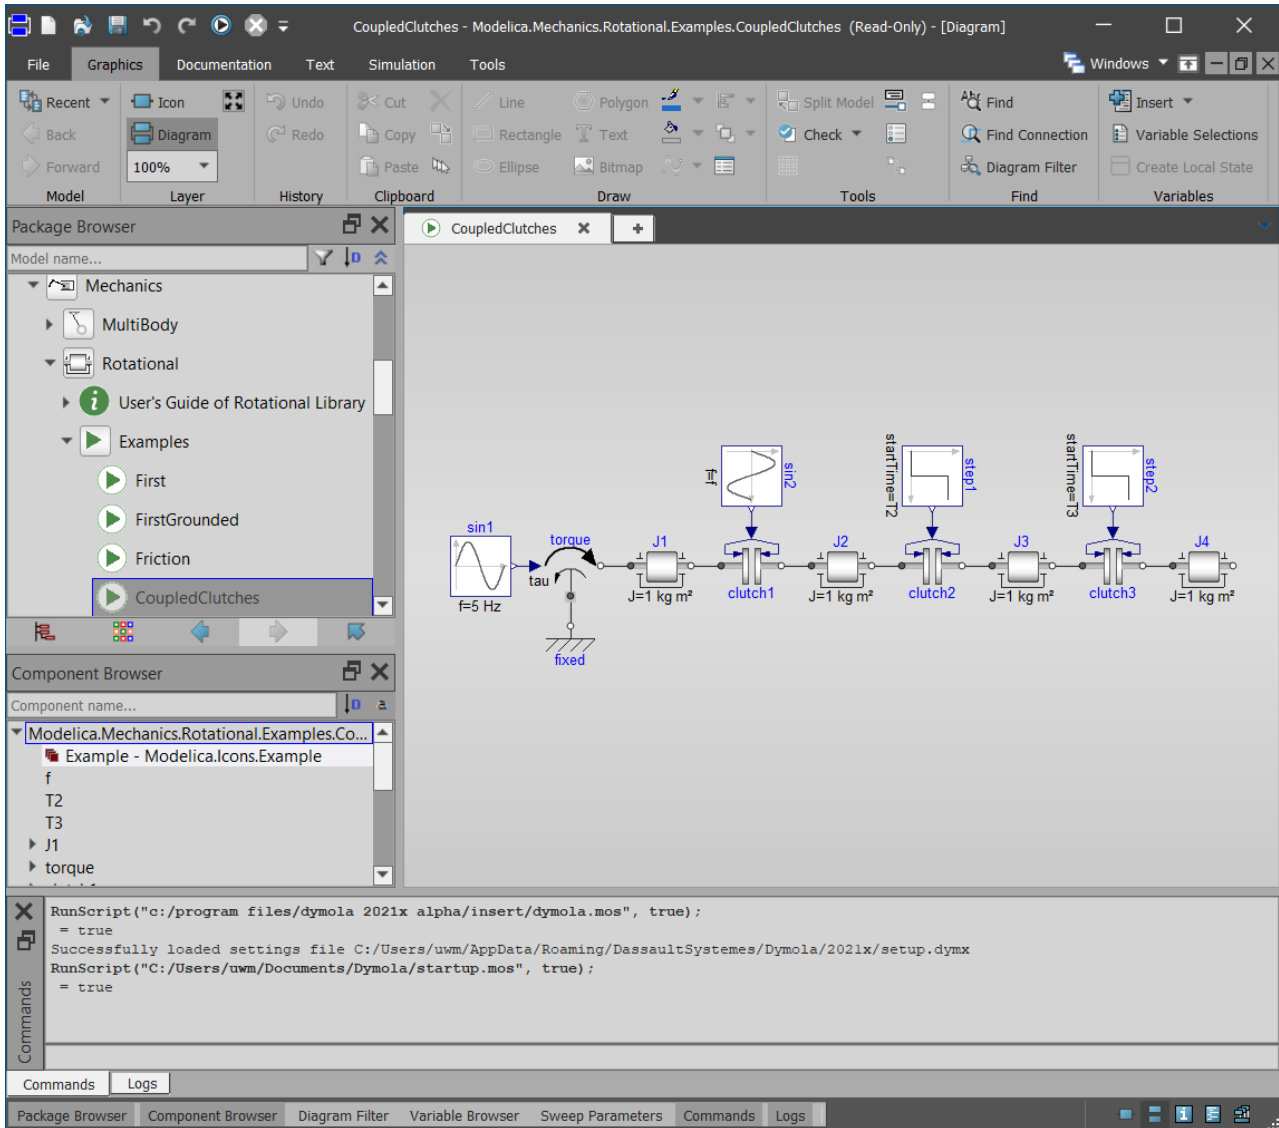 CoupledClutches - Modelica.Mechanics.Rotational.Examples.CoupledClutches (Read-Only) - [Diagram]
File Graphics Documentation Text Simulation Tools Windows
Recent Icon Undo Cut Line Polygon Split Model Find Insert
Back Diagram Redo Copy Rectangle Text Check Find Connection Variable Selections
Forward 100% Paste Ellipse Bitmap Diagram Filter Create Local State
Model Layer History Clipboard Draw Tools Find Variables
Package Browser
CoupledClutches
Model name...
Mechanics
MultiBody
Rotational
User's Guide of Rotational Library
Examples
First
FirstGrounded
Friction
CoupledClutches
f=f
sin2
startTime=T2
step1
startTime=T3
step2
sin1
torque
J1
J2
J3
J4
tau
f=5 Hz
J=1 kg m²
clutch1
J=1 kg m²
clutch2
J=1 kg m²
clutch3
J=1 kg m²
fixed
Component Browser
Component name...
Modelica.Mechanics.Rotational.Examples.Co...
Example - Modelica.Icons.Example
f
T2
T3
J1
torque
RunScript("c:/program files/dymola 2021x alpha/insert/dymola.mos", true);
= true
Successfully loaded settings file C:/Users/uwm/AppData/Roaming/DassaultSystemes/Dymola/2021x/setup.dymx
RunScript("C:/Users/uwm/Documents/Dymola/startup.mos", true);
= true
Commands
Commands Logs
Package Browser Component Browser Diagram Filter Variable Browser Sweep Parameters Commands Logs